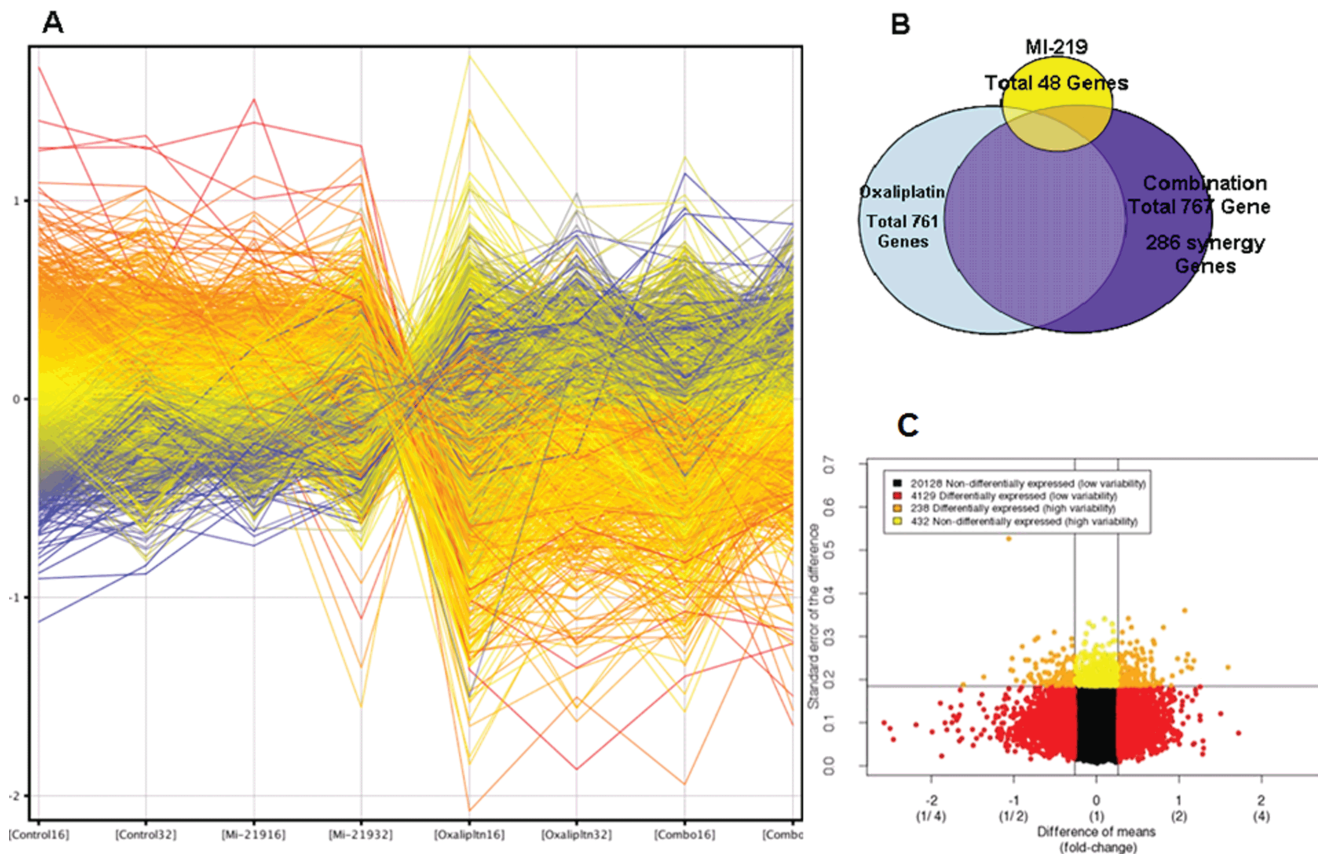 A
1
0
-1
-2
[Control16] [Control32] [Mi-21916] [Mi-21932] [Oxalipltn16] [Oxalipltn32] [Combo16] [Combo
B
MI-219
Total 48 Genes
Oxaliplatin
Total 761
Genes
Combination
Total 767 Gene
286 synergy
Genes
C
20128 Non-differentially expressed (low variability)
4129 Differentially expressed (low variability)
238 Differentially expressed (high variability)
432 Non-differentially expressed (high variability)
Standard error of the difference
0.7
0.6
0.5
0.4
0.3
0.2
0.1
0.0
-2 -1 0 1 2
(1/4) (1/2) (1) (2) (4)
Difference of means
(fold-change)